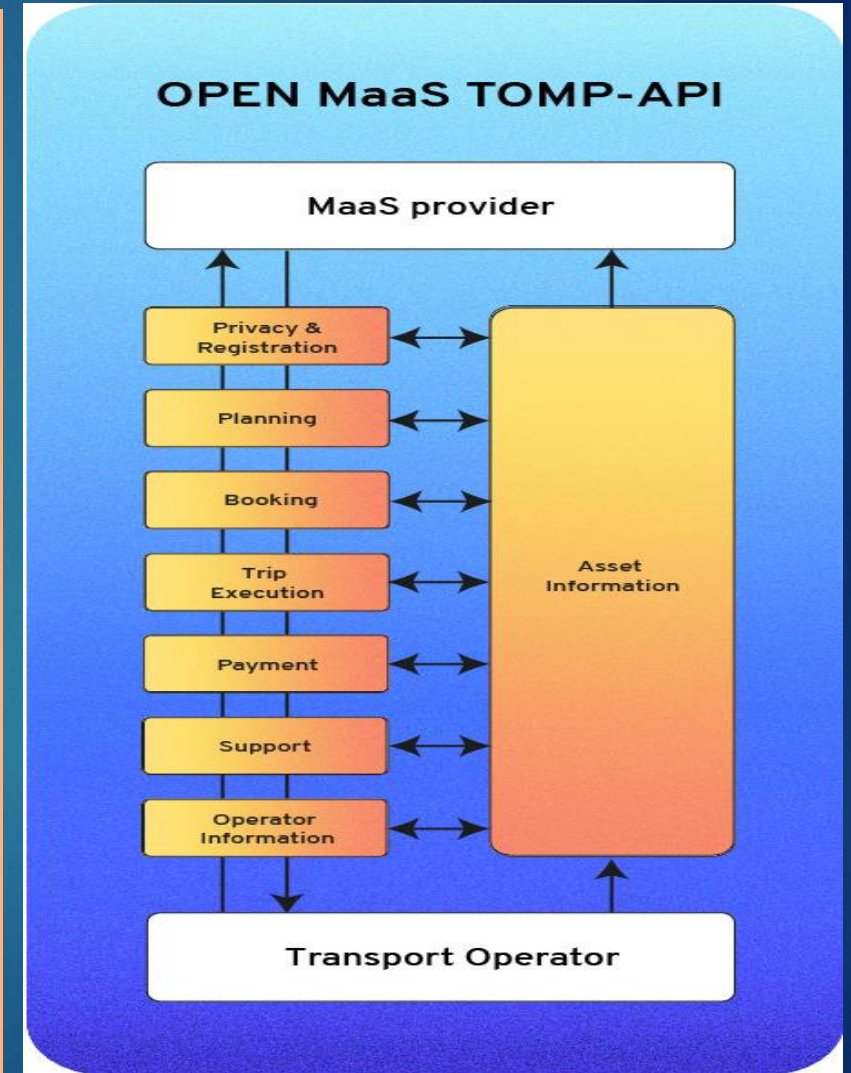 OPEN MaaS TOMP-API
MaaS provider
Privacy &
Registration
Planning
Booking
Trip
Execution
Payment
Support
Operator
Information
Asset
Information
Transport Operator